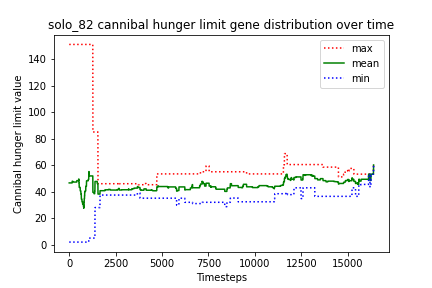 solo_82 cannibal hunger limit gene distribution over time
max
mean
min
Cannibal hunger limit value
140
120
100
80
60
40
20
0
0 2500 5000 7500 10000 12500 15000
Timesteps